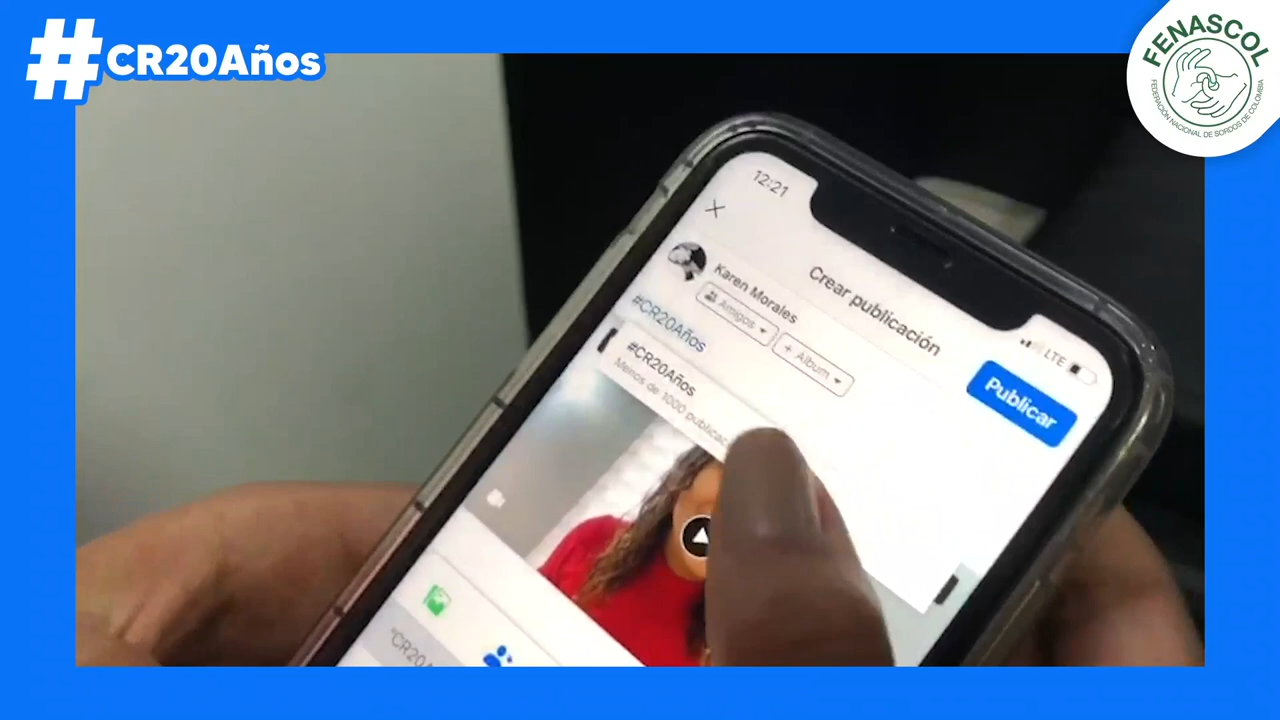 #CR20Años
FENASCOL
FEDERACIÓN NACIONAL DE SORDOS DE COLOMBIA
12:21
LTE
Crear publicación
Karen Morales
Amigos
+ Álbum
Publicar
#CR20Años
#CR20Años
Menos de 1000